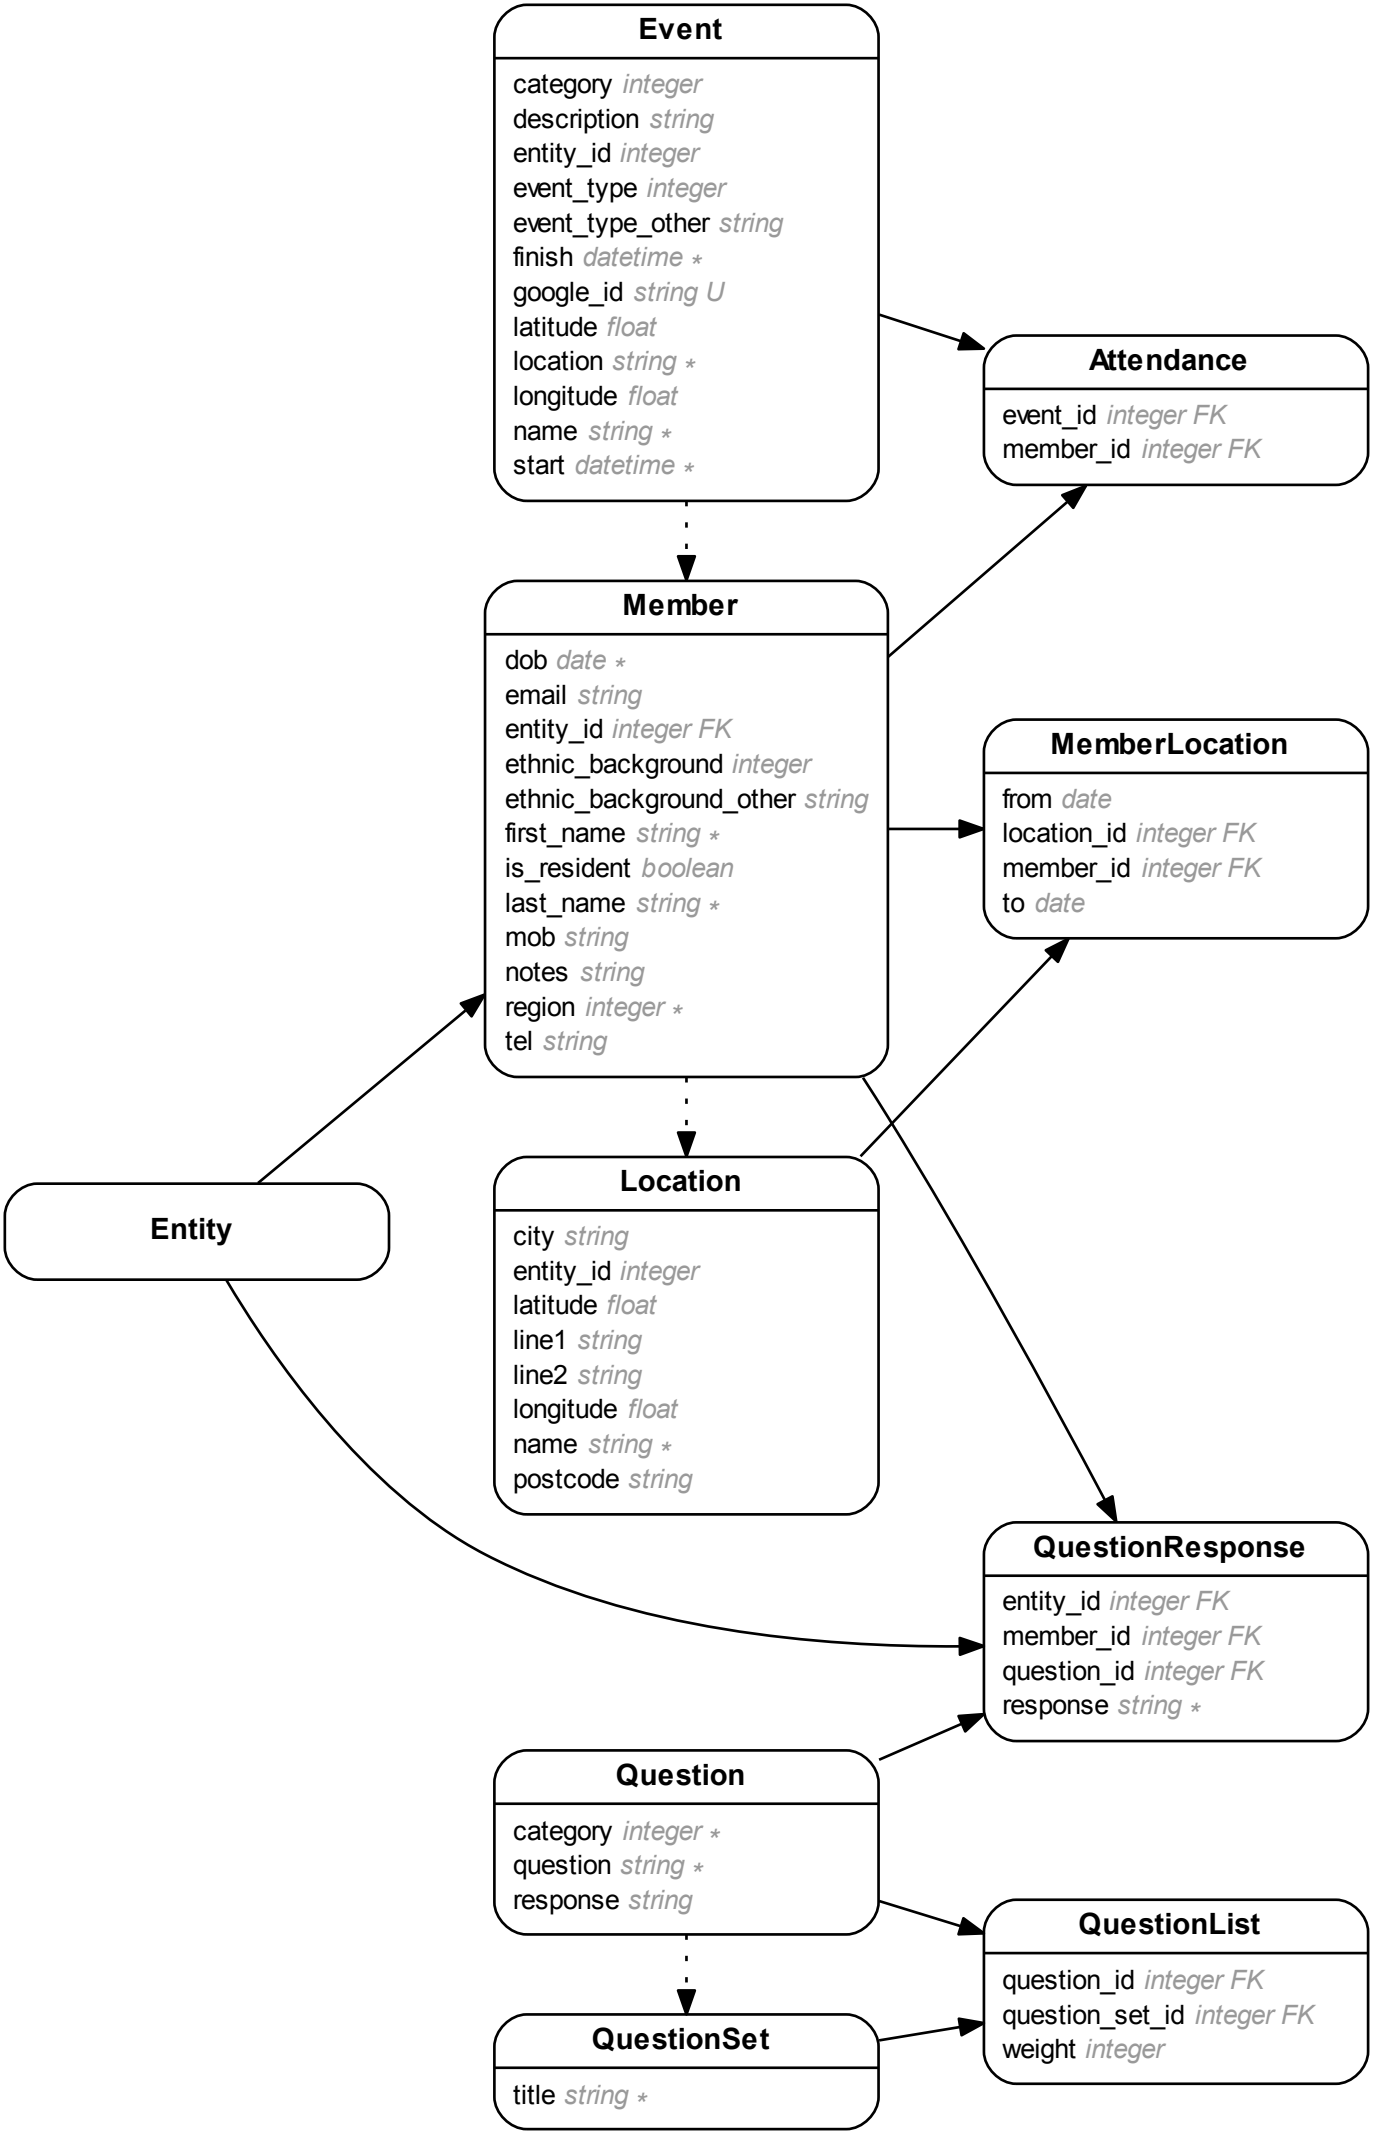 Event
category integer
description string
entity_id integer
event_type integer
event_type_other string
finish datetime *
google_id string U
latitude float
location string *
longitude float
name string *
start datetime *
Attendance
event_id integer FK
member_id integer FK
Member
dob date *
email string
entity_id integer FK
ethnic_background integer
ethnic_background_other string
first_name string *
is_resident boolean
last_name string *
mob string
notes string
region integer *
tel string
MemberLocation
from date
location_id integer FK
member_id integer FK
to date
Entity
Location
city string
entity_id integer
latitude float
line1 string
line2 string
longitude float
name string *
postcode string
QuestionResponse
entity_id integer FK
member_id integer FK
question_id integer FK
response string *
Question
category integer *
question string *
response string
QuestionList
question_id integer FK
question_set_id integer FK
weight integer
QuestionSet
title string *